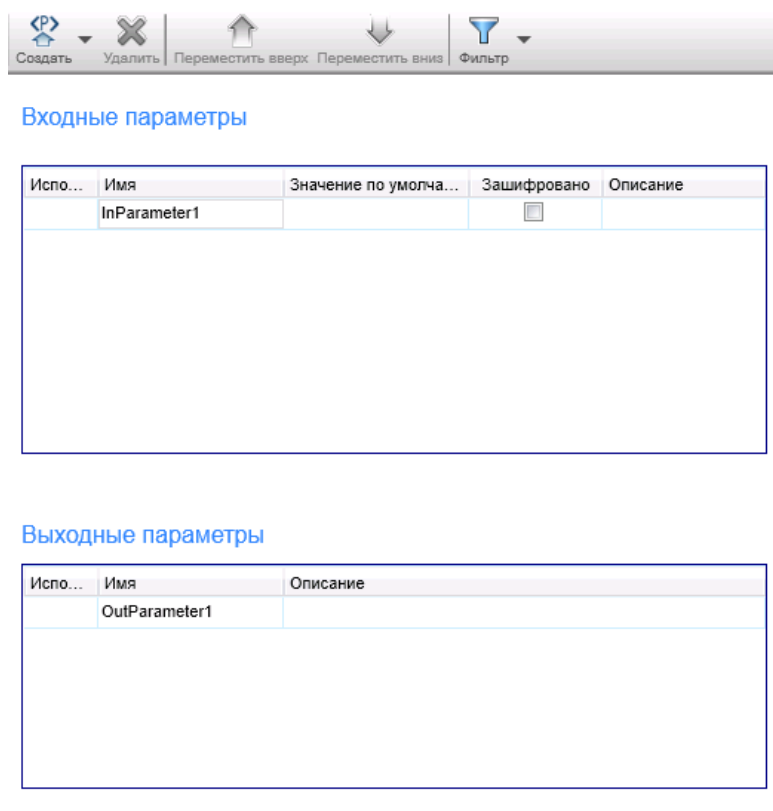 <P>
Создать Удалить Переместить вверх Переместить вниз Фильтр
Входные параметры
Испо... Имя Значение по умолча... Зашифровано Описание
InParameter1
Выходные параметры
Испо... Имя Описание
OutParameter1